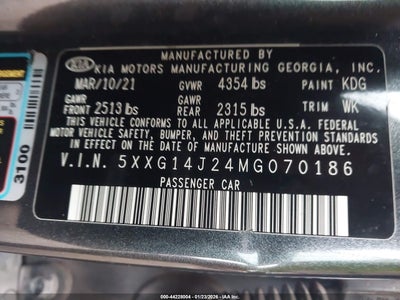 MANUFACTURED BY
KIA KIA MOTORS MANUFACTURING GEORGIA, INC.
MAR/10/21 GVWR 4354 lbs PAINT KDG
GAWR FRONT 2513 lbs GAWR REAR 2315 lbs TRIM WK
THIS VEHICLE CONFORMS TO ALL APPLICABLE U.S.A. FEDERAL
MOTOR VEHICLE SAFETY, BUMPER, AND THEFT PREVENTION STANDARDS
IN EFFECT ON THE DATE OF MANUFACTURE SHOWN ABOVE.
V.I.N. 5XXG14J24MG070186
PASSENGER CAR
3100
#EXT-44228004 - 01/23/2026 - IAA Inc.